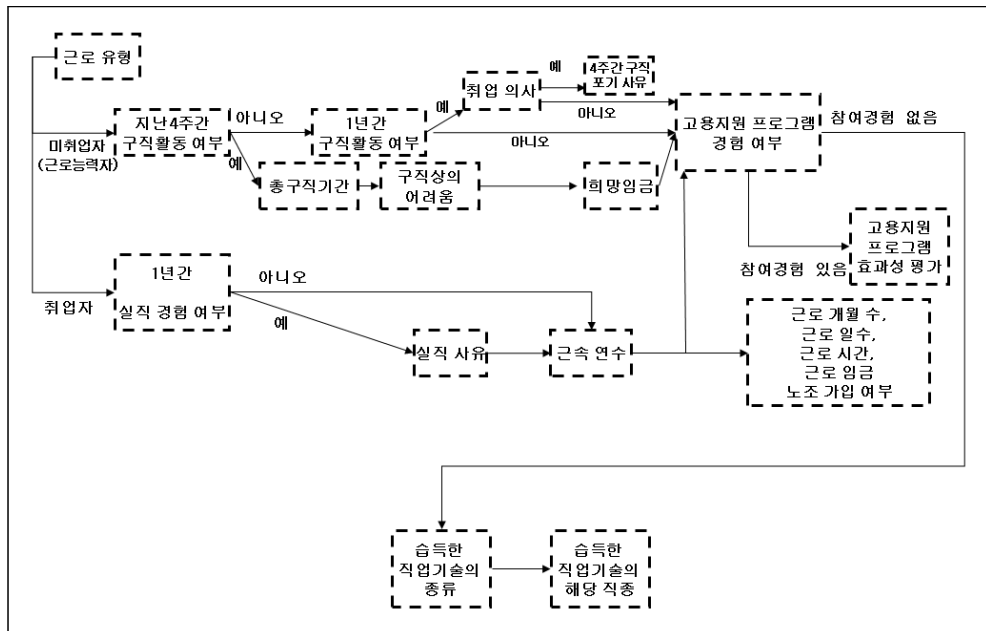 근로 유형
미취업자
(근로능력자)
지난4주간
구직활동 여부
아니오
예
1년간
구직활동 여부
예
아니오
취업 의사
예
아니오
4주간 구직
포기 사유
총구직기간
구직상의
어려움
희망임금
고용지원 프로그램
경험 여부
참여경험 없음
참여경험 있음
고용지원
프로그램
효과성 평가
취업자
1년간
실직 경험 여부
아니오
예
실직 사유
근속 연수
근로 개월 수,
근로 일수,
근로 시간,
근로 임금
노조 가입 여부
습득한
직업기술의
종류
습득한
직업기술의
해당 직종